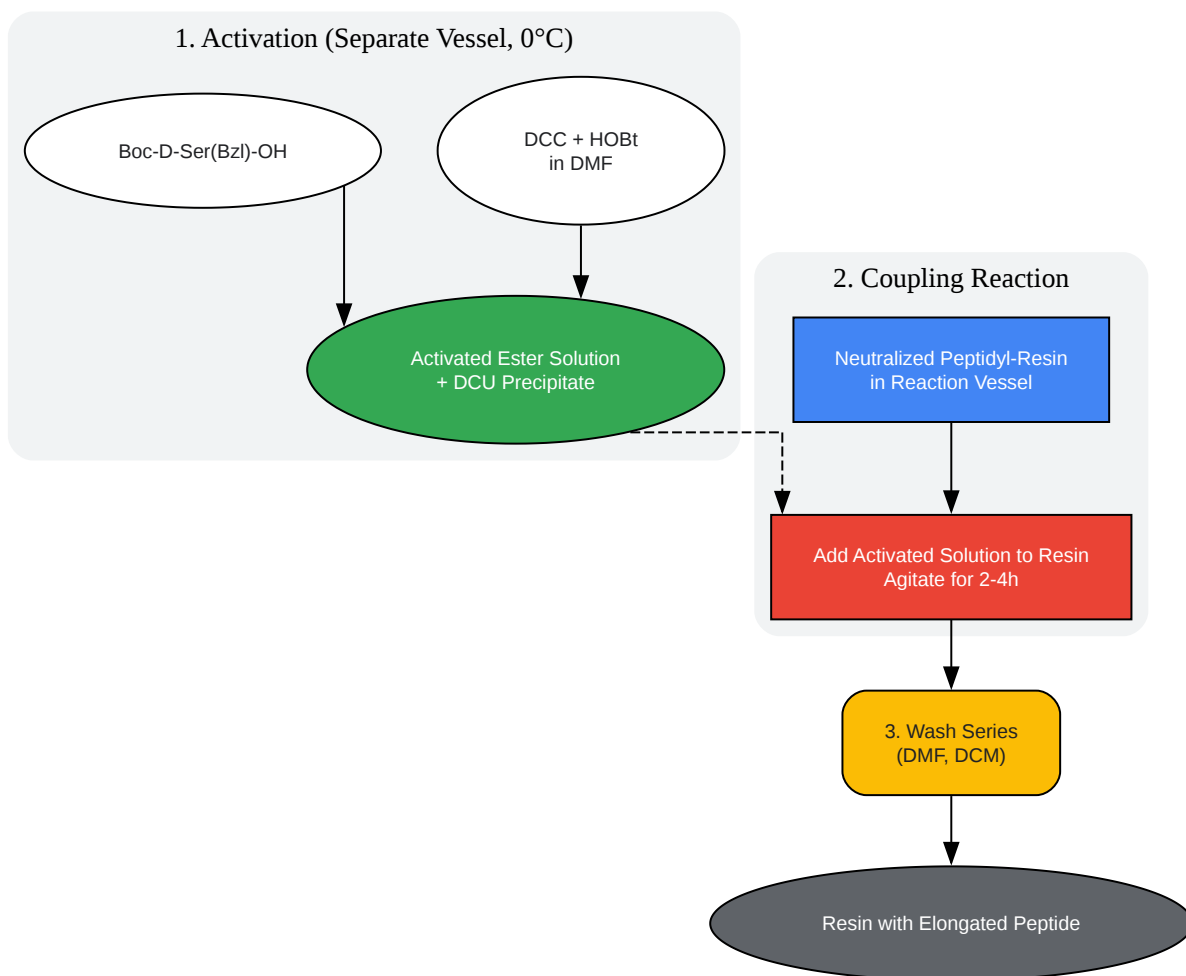 1. Activation (Separate Vessel, 0°C)
Boc-D-Ser(Bzl)-OH
DCC + HOBt
in DMF
Activated Ester Solution
+ DCU Precipitate
2. Coupling Reaction
Neutralized Peptidyl-Resin
in Reaction Vessel
Add Activated Solution to Resin
Agitate for 2-4h
3. Wash Series
(DMF, DCM)
Resin with Elongated Peptide